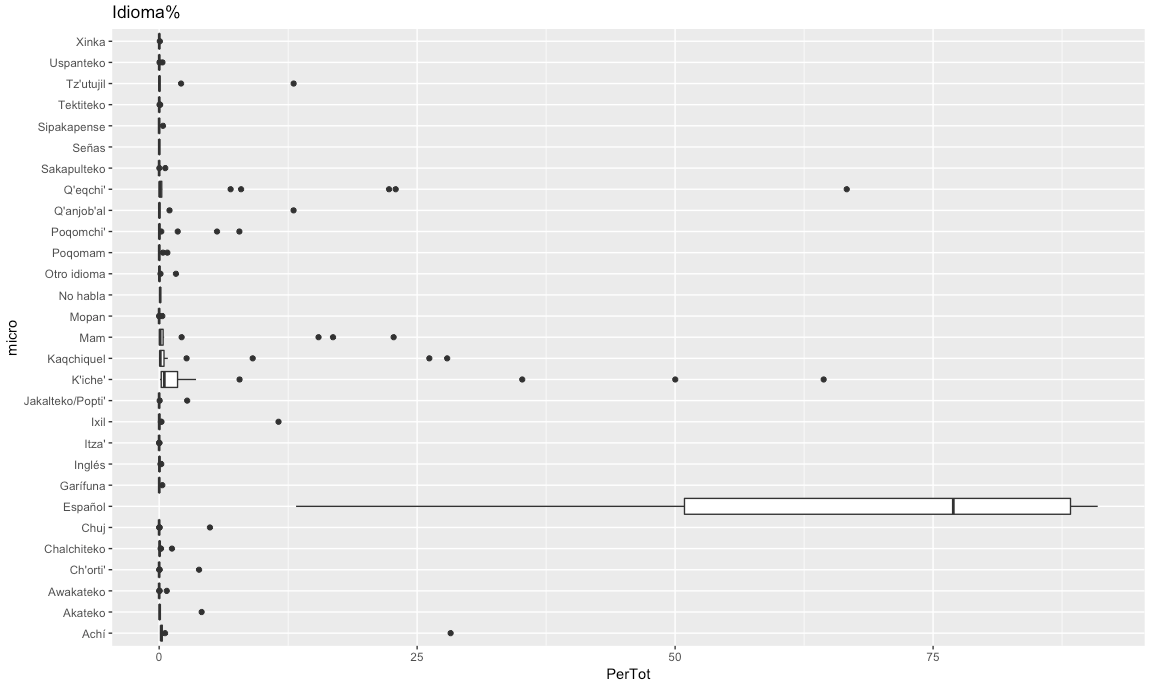 Idioma%
Xinka
Uspanteko
Tz'utujil
Tektiteko
Sipakapense
Señas
Sakapulteko
Q'eqchi'
Q'anjob'al
Poqomchi'
Poqomam
Otro idioma
No habla
Mopan
Mam
Kaqchiquel
K'iche'
Jakalteko/Popti'
Ixil
Itza'
Inglés
Garífuna
Español
Chuj
Chalchiteko
Ch'orti'
Awakateko
Akateko
Achí
micro
0 25 50 75
PerTot